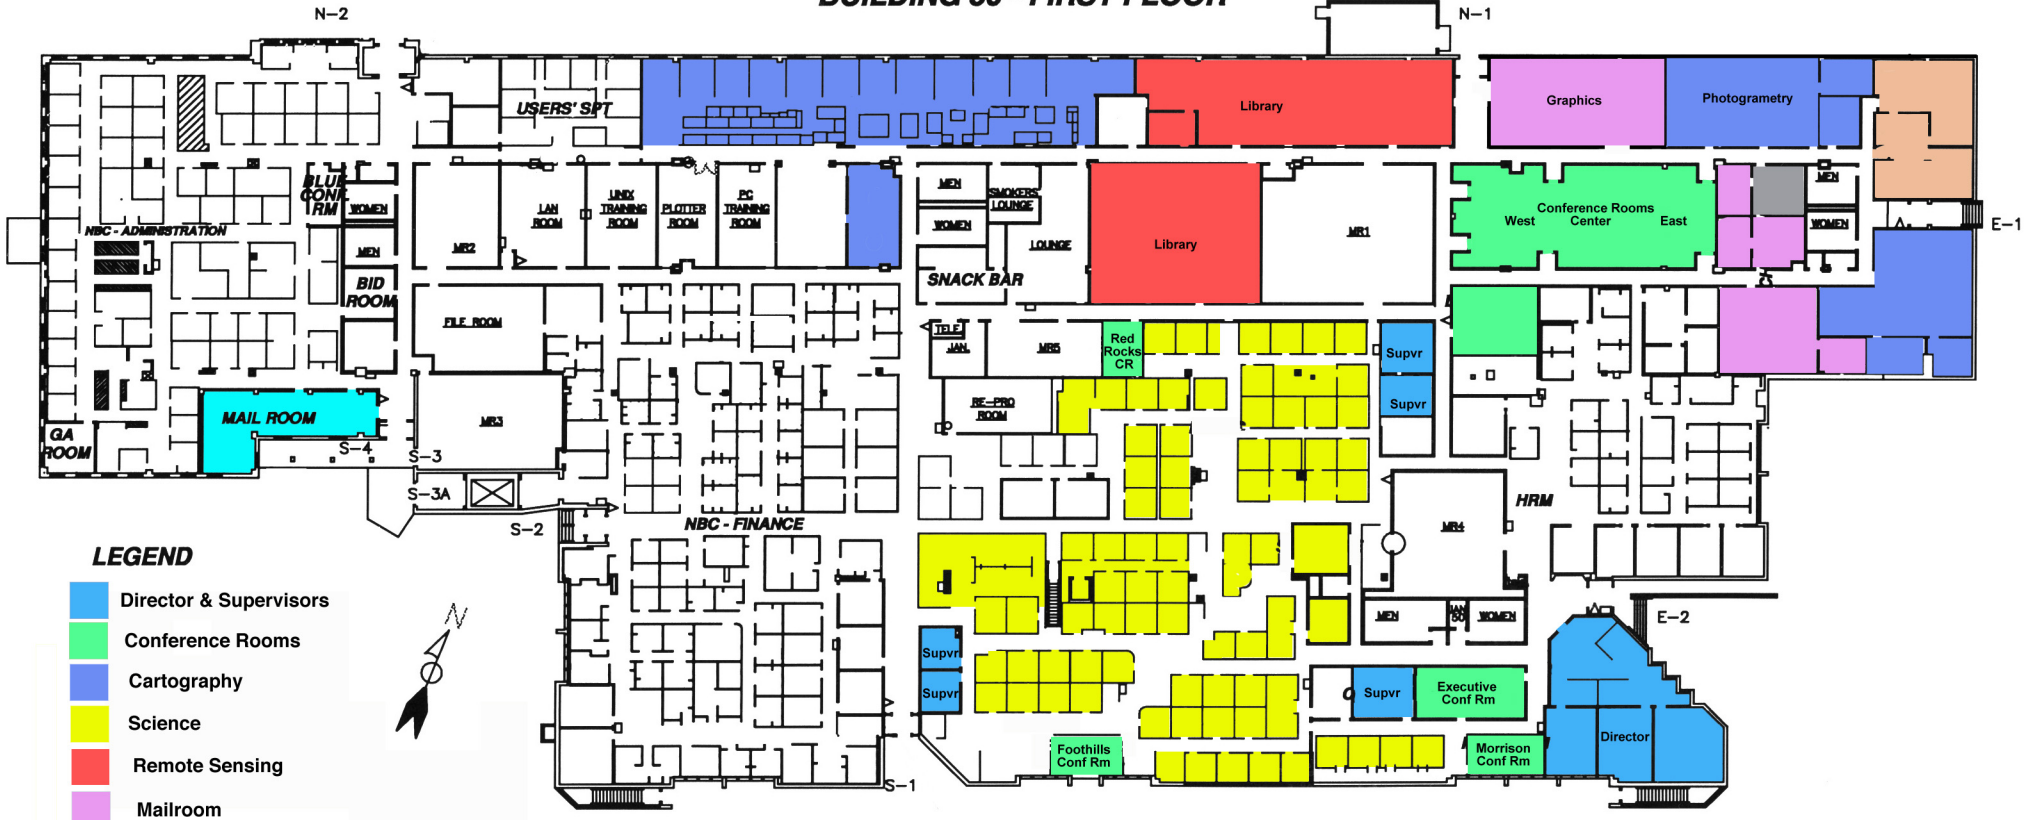 N-2
N-1
Library
Graphics
Photogrametry
USERS' SPT
BLUE
CONF
RM
WOMEN
MEN
BID
ROOM
NBC - ADMINISTRATION
MR2
LAN
ROOM
UNIX
TRAINING
ROOM
PLOTTER
ROOM
PC
TRAINING
ROOM
MEN
WOMEN
SMOKERS
LOUNGE
LOUNGE
SNACK BAR
Library
MR1
Conference Rooms
West
Center
East
MEN
WOMEN
E-1
FILE ROOM
TELE
JAN
MR5
Red
Rocks
CR
Supvr
Supvr
MAIL ROOM
GA
ROOM
S-4
S-3
MR3
RE-PRO
ROOM
S-3A
S-2
NBC - FINANCE
HRM
MR4
MEN
JAN
WOMEN
E-2
Supvr
Supvr
Supvr
Executive
Conf Rm
Director
Foothills
Conf Rm
Morrison
Conf Rm
S-1
LEGEND
Director & Supervisors
Conference Rooms
Cartography
Science
Remote Sensing
Mailroom
N